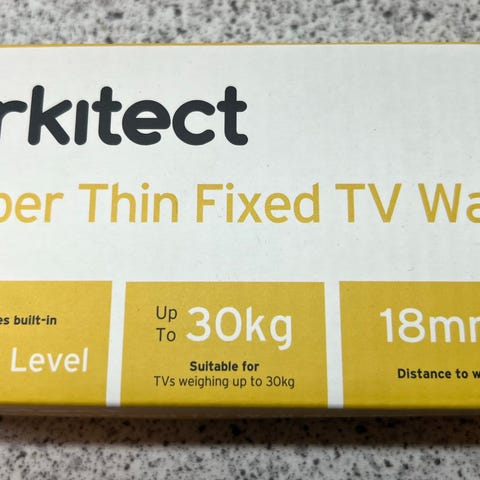 rkitect
per Thin Fixed TV Wa
es built-in
Level
Up To 30kg
Suitable for
TVs weighing up to 30kg
18mm
Distance to w